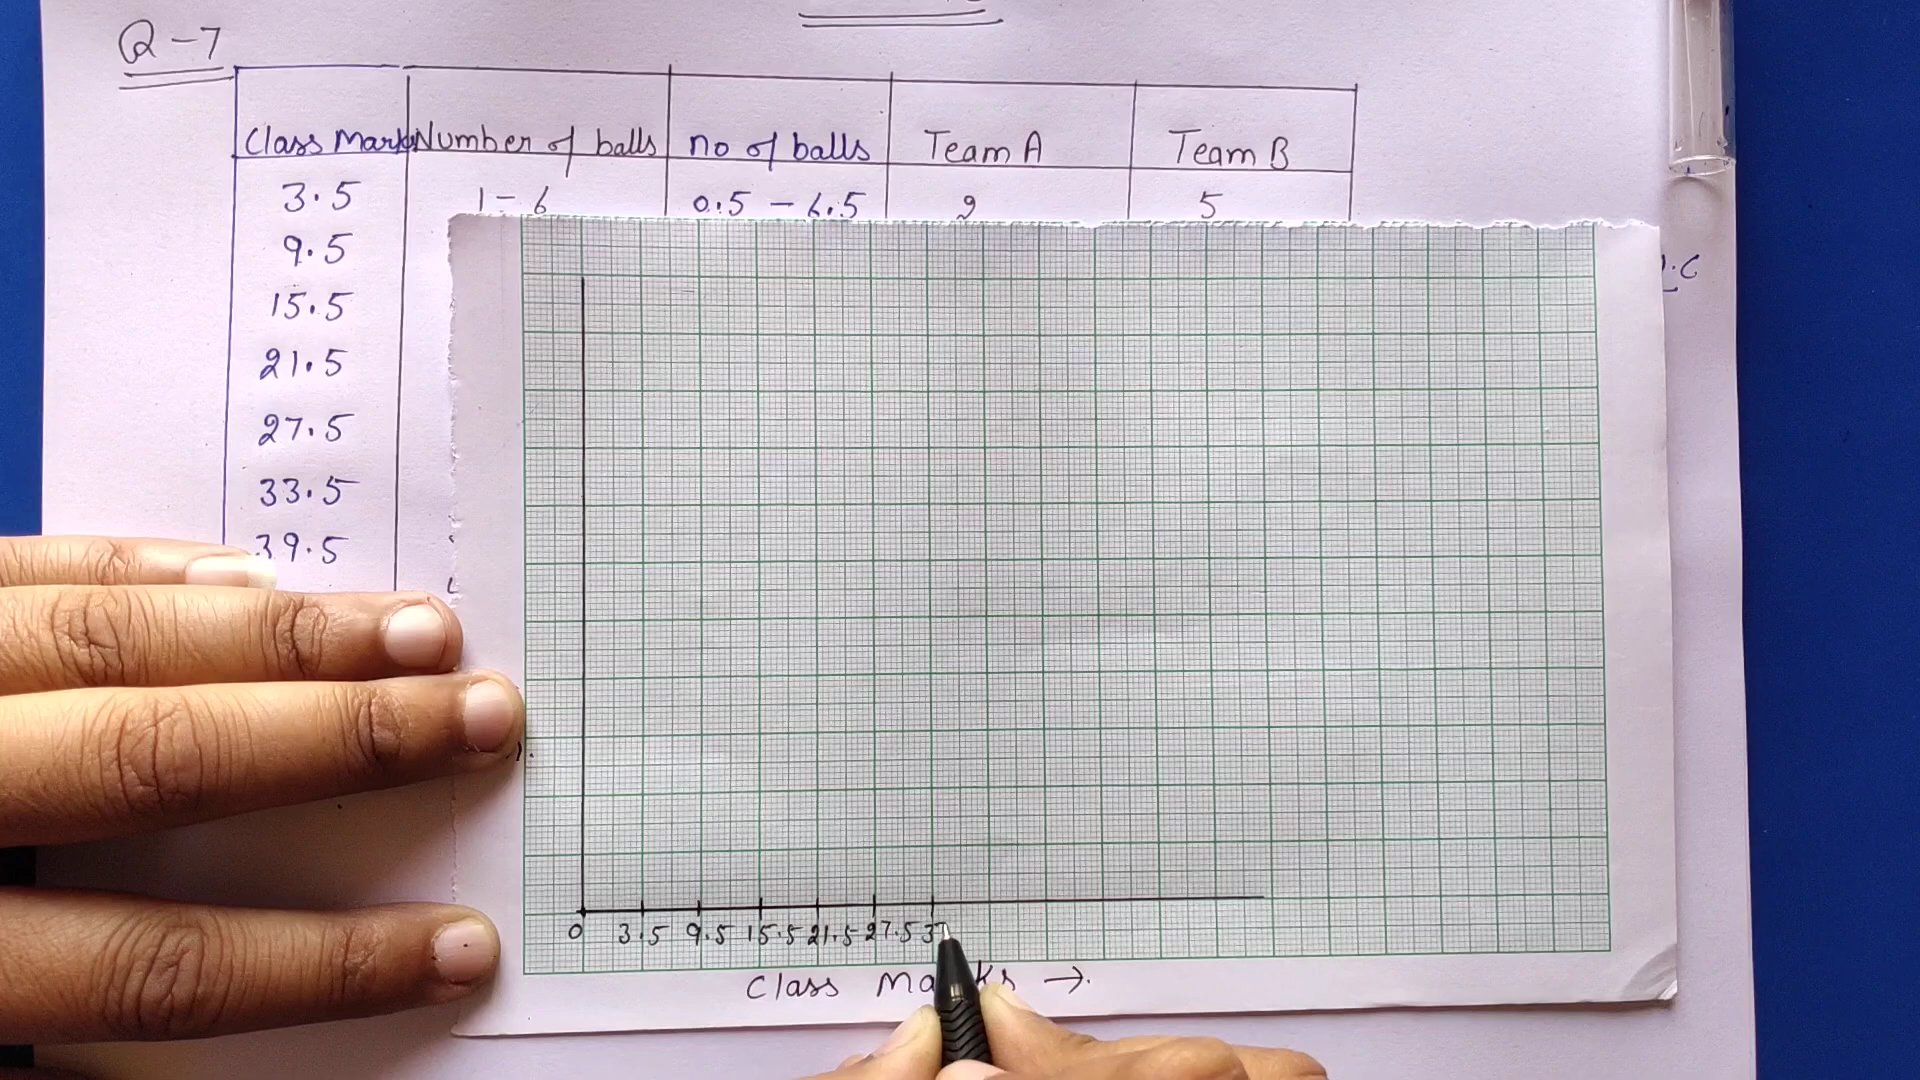 Q-7
Class Mark Number of balls no of balls Team A Team B
3.5 1-6 0.5-6.5 2 5
9.5
15.5
21.5
27.5
33.5
39.5
0 3.5 9.5 15.5 21.5 27.5
Class Marks →